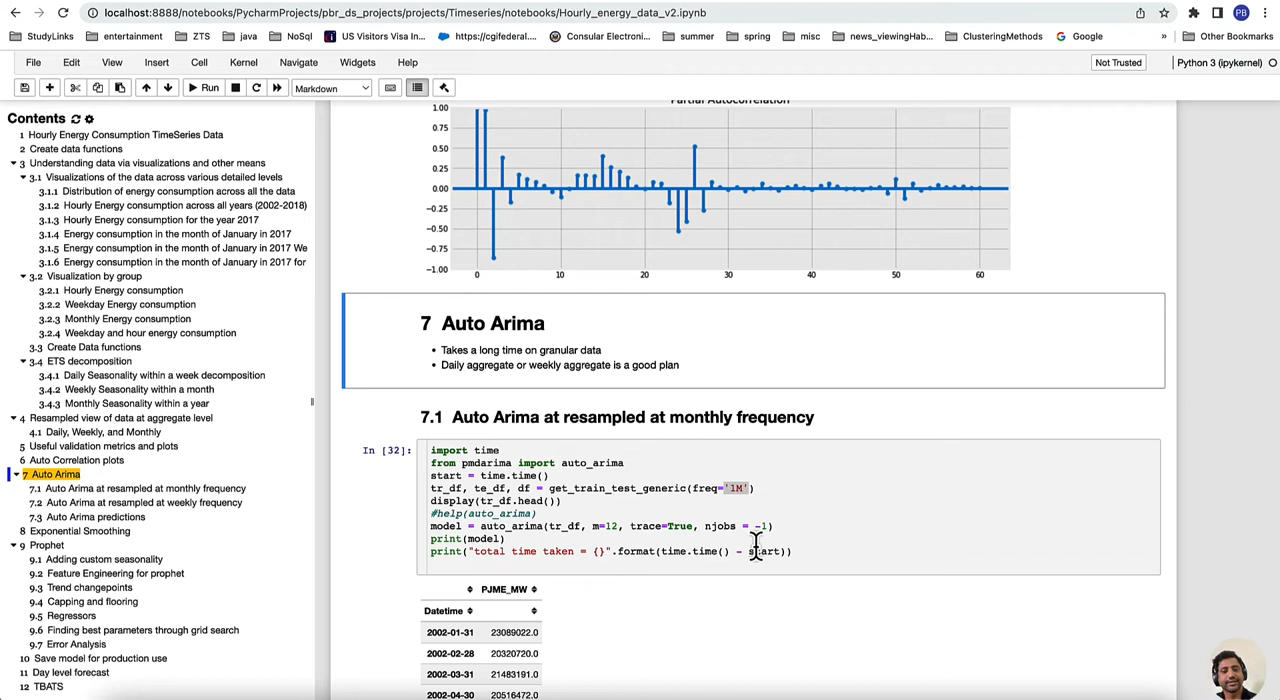 localhost:8888/notebooks/PycharmProjects/pbr_ds_projects/projects/Timeseries/notebooks/Hourly_energy_data_v2.ipynb
PB
StudyLinks entertainment ZTS java NoSql US Visitors Visa In... https://cgifederal.... Consular Electroni... summer spring misc news_viewingHab... ClusteringMethods Google » Other Bookmarks
File Edit View Insert Cell Kernel Navigate Widgets Help Not Trusted Python 3 (ipykernel)
Run Markdown
Contents
1 Hourly Energy Consumption TimeSeries Data
2 Create data functions
3 Understanding data via visualizations and other means
3.1 Visualizations of the data across various detailed levels
3.1.1 Distribution of energy consumption across all the data
3.1.2 Hourly Energy consumption across all years (2002-2018)
3.1.3 Hourly Energy consumption for the year 2017
3.1.4 Energy consumption in the month of January in 2017
3.1.5 Energy consumption in the month of January in 2017 We
3.1.6 Energy consumption in the month of January in 2017 for
3.2 Visualization by group
3.2.1 Hourly Energy consumption
3.2.2 Weekday Energy consumption
3.2.3 Monthly Energy consumption
3.2.4 Weekday and hour energy consumption
3.3 Create Data functions
3.4 ETS decomposition
3.4.1 Daily Seasonality within a week decomposition
3.4.2 Weekly Seasonality within a month
3.4.3 Monthly Seasonality within a year
4 Resampled view of data at aggregate level
4.1 Daily, Weekly, and Monthly
5 Useful validation metrics and plots
6 Auto Correlation plots
7 Auto Arima
7.1 Auto Arima at resampled at monthly frequency
7.2 Auto Arima at resampled at weekly frequency
7.3 Auto Arima predictions
8 Exponential Smoothing
9 Prophet
9.1 Adding custom seasonality
9.2 Feature Engineering for prophet
9.3 Trend changepoints
9.4 Capping and flooring
9.5 Regressors
9.6 Finding best parameters through grid search
9.7 Error Analysis
10 Save model for production use
11 Day level forecast
12 TBATS
Partial Autocorrelation
1.00
0.75
0.50
0.25
0.00
−0.25
−0.50
−0.75
−1.00
0 10 20 30 40 50 60
7 Auto Arima
• Takes a long time on granular data
• Daily aggregate or weekly aggregate is a good plan
7.1 Auto Arima at resampled at monthly frequency
In [32]:
import time
from pmdarima import auto_arima
start = time.time()
tr_df, te_df, df = get_train_test_generic(freq='1M')
display(tr_df.head())
#help(auto_arima)
model = auto_arima(tr_df, m=12, trace=True, njobs = -1)
print(model)
print("total time taken = {}".format(time.time() - start))
PJME_MW
Datetime
2002-01-31 23089022.0
2002-02-28 20320720.0
2002-03-31 21483191.0
2002-04-30 20516472.0